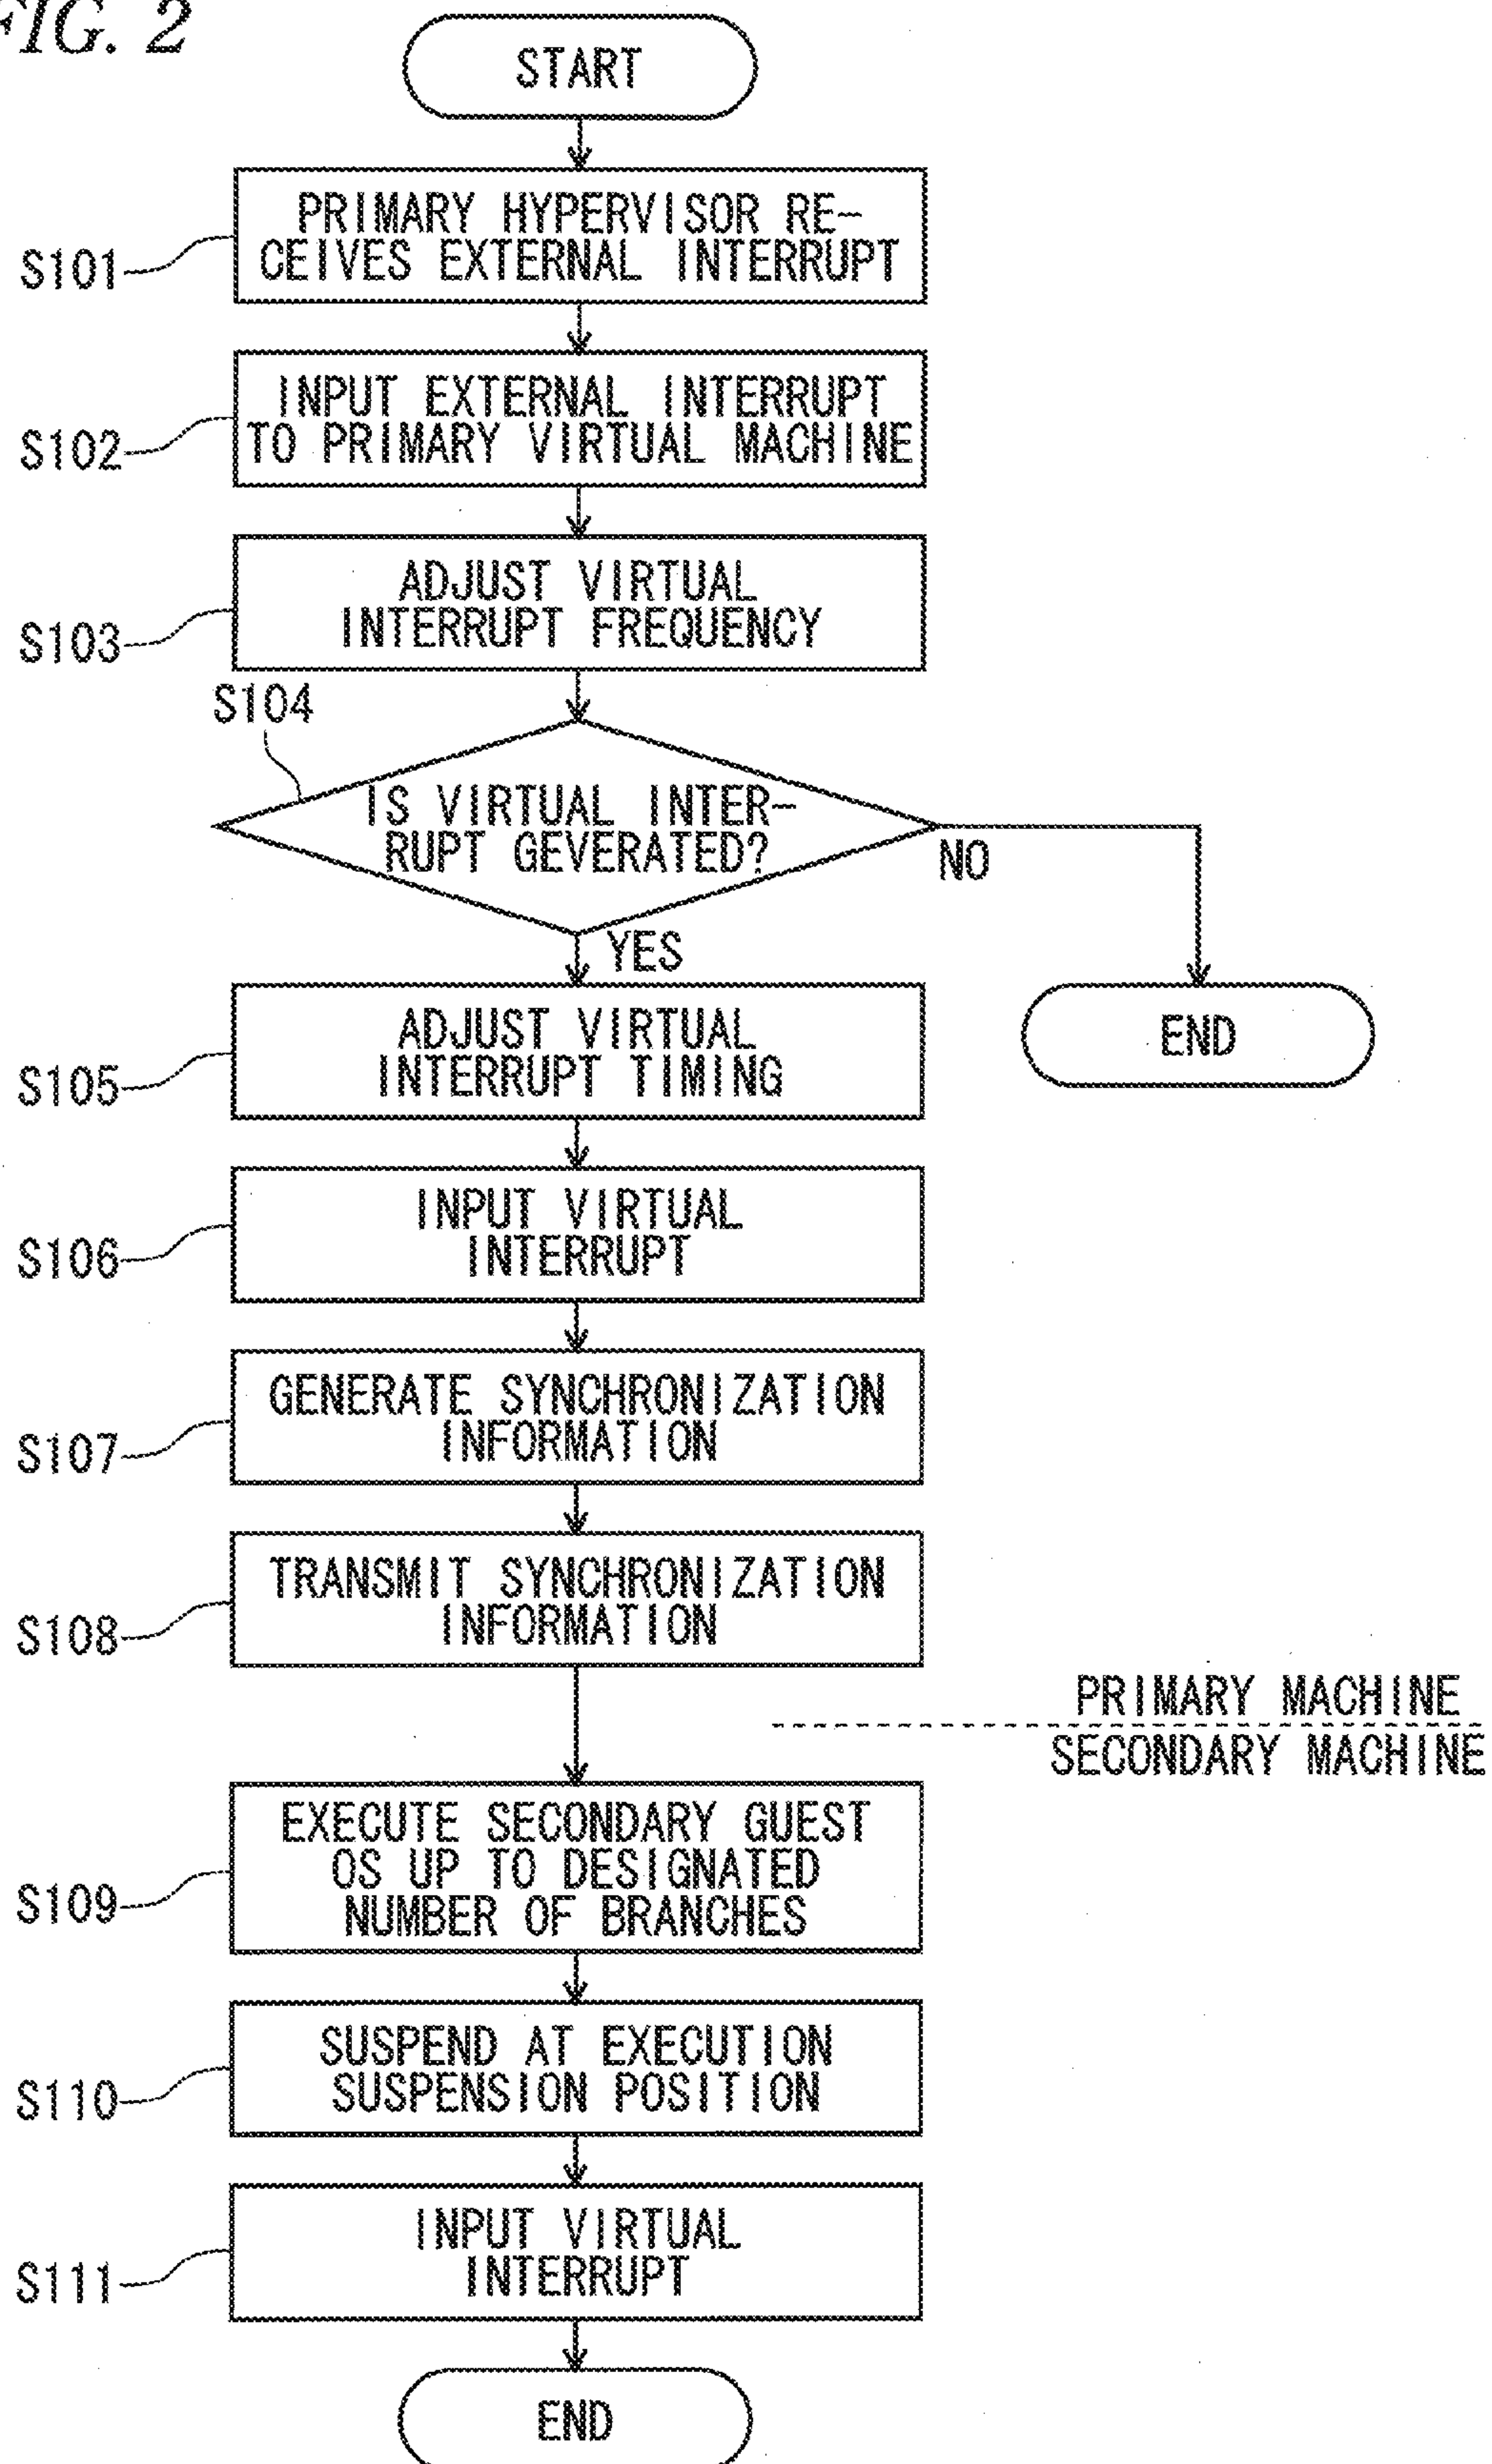 FIG. 2
START
S101
PRIMARY HYPERVISOR RE-
CEIVES EXTERNAL INTERRUPT
S102
INPUT EXTERNAL INTERRUPT
TO PRIMARY VIRTUAL MACHINE
S103
ADJUST VIRTUAL
INTERRUPT FREQUENCY
S104
IS VIRTUAL INTER-
RUPT GEVERATED?
NO
YES
END
S105
ADJUST VIRTUAL
INTERRUPT TIMING
S106
INPUT VIRTUAL
INTERRUPT
S107
GENERATE SYNCHRONIZATION
INFORMATION
S108
TRANSMIT SYNCHRONIZATION
INFORMATION
PRIMARY MACHINE
SECONDARY MACHINE
S109
EXECUTE SECONDARY GUEST
OS UP TO DESIGNATED
NUMBER OF BRANCHES
S110
SUSPEND AT EXECUTION
SUSPENSION POSITION
S111
INPUT VIRTUAL
INTERRUPT
END